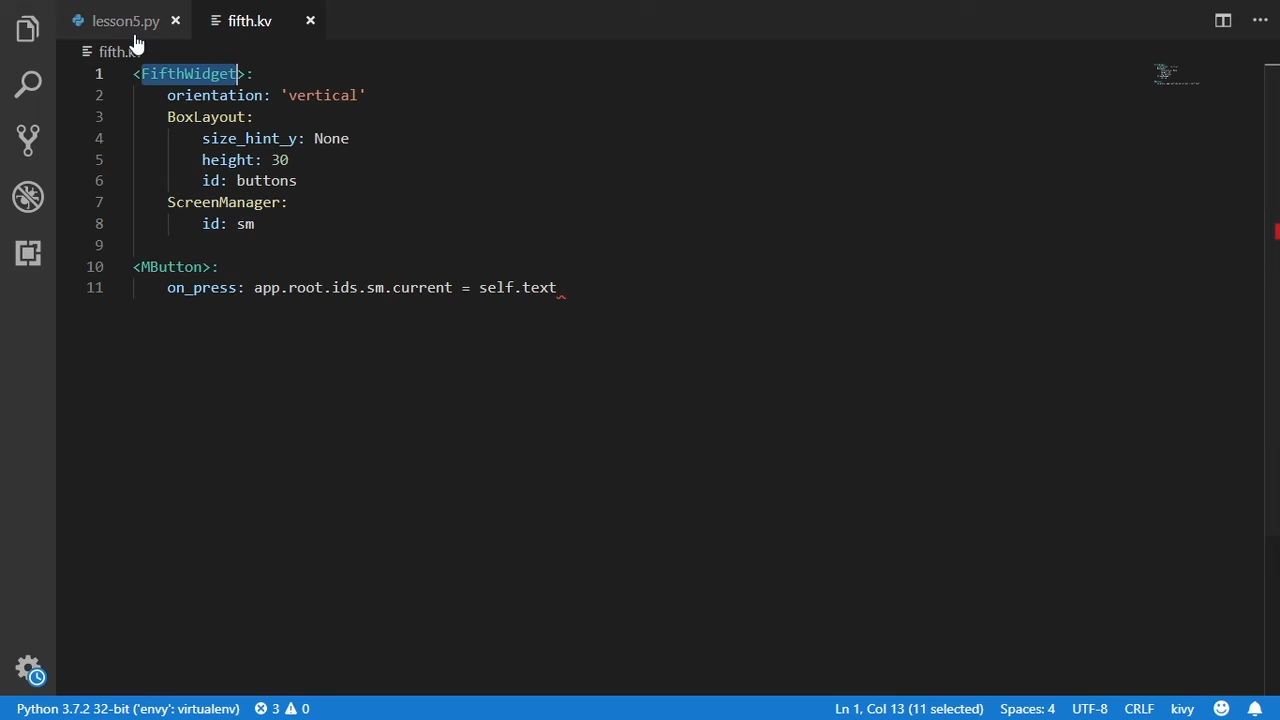 lesson5.py
fifth.kv
fifth.k
1 <FifthWidget>:
2 orientation: 'vertical'
3 BoxLayout:
4 size_hint_y: None
5 height: 30
6 id: buttons
7 ScreenManager:
8 id: sm
9
10 <MButton>:
11 on_press: app.root.ids.sm.current = self.text
Python 3.7.2 32-bit ('envy': virtualenv) 3 0 Ln 1, Col 13 (11 selected) Spaces: 4 UTF-8 CRLF kivy